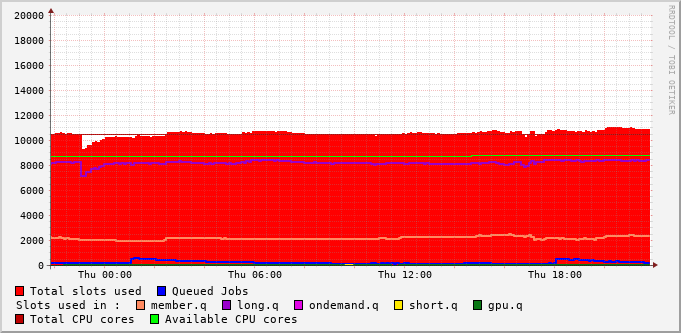 RRDTOOL / TOBI OETIKER
20000
18000
16000
14000
12000
10000
8000
6000
4000
2000
0
Thu 00:00 Thu 06:00 Thu 12:00 Thu 18:00
Total slots used Queued Jobs
Slots used in : member.q long.q ondemand.q short.q gpu.q
Total CPU cores Available CPU cores